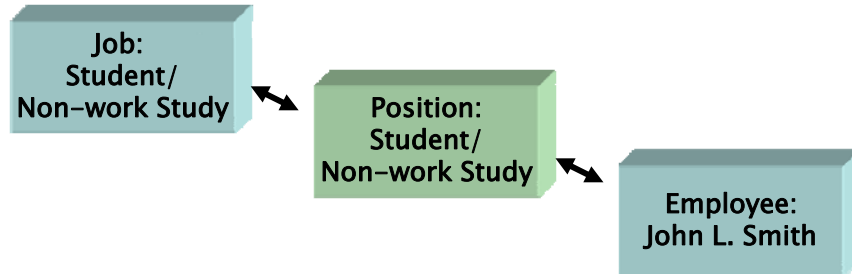 Job:
Student/
Non-work Study
Position:
Student/
Non-work Study
Employee:
John L. Smith